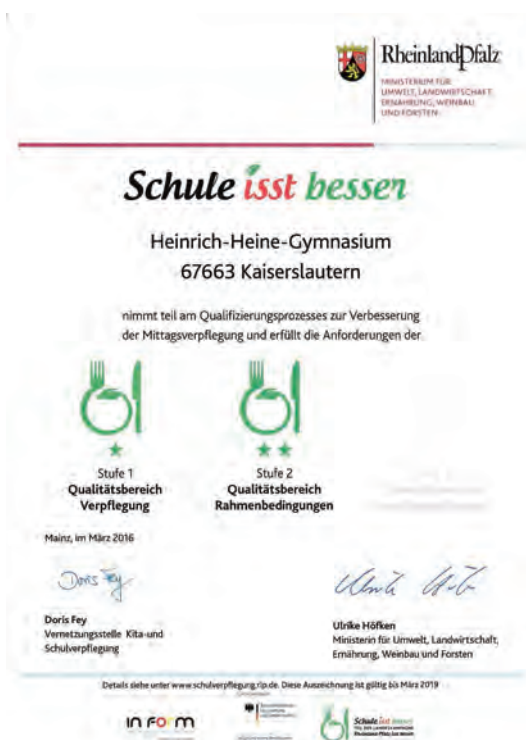 RheinlandPfalz
MINISTERIUM FÜR
UMWELT, LANDWIRTSCHAFT,
ERNÄHRUNG, WEINBAU
UND FORSTEN
Schule isst besser
Heinrich-Heine-Gymnasium
67663 Kaiserslautern
nimmt teil am Qualifizierungsprozesses zur Verbesserung
der Mittagsverpflegung und erfüllt die Anforderungen der
Stufe 1
Qualitätsbereich
Verpflegung
Stufe 2
Qualitätsbereich
Rahmenbedingungen
Mainz, im März 2016
Doris Fey
Doris Fey
Vernetzungsstelle Kita-und
Schulverpflegung
Ulrike Höfken
Ministerin für Umwelt, Landwirtschaft,
Ernährung, Weinbau und Forsten
Details siehe unter www.schulverpflegung.rlp.de. Diese Auszeichnung ist gültig bis März 2019
IN FORM
Schule isst besser